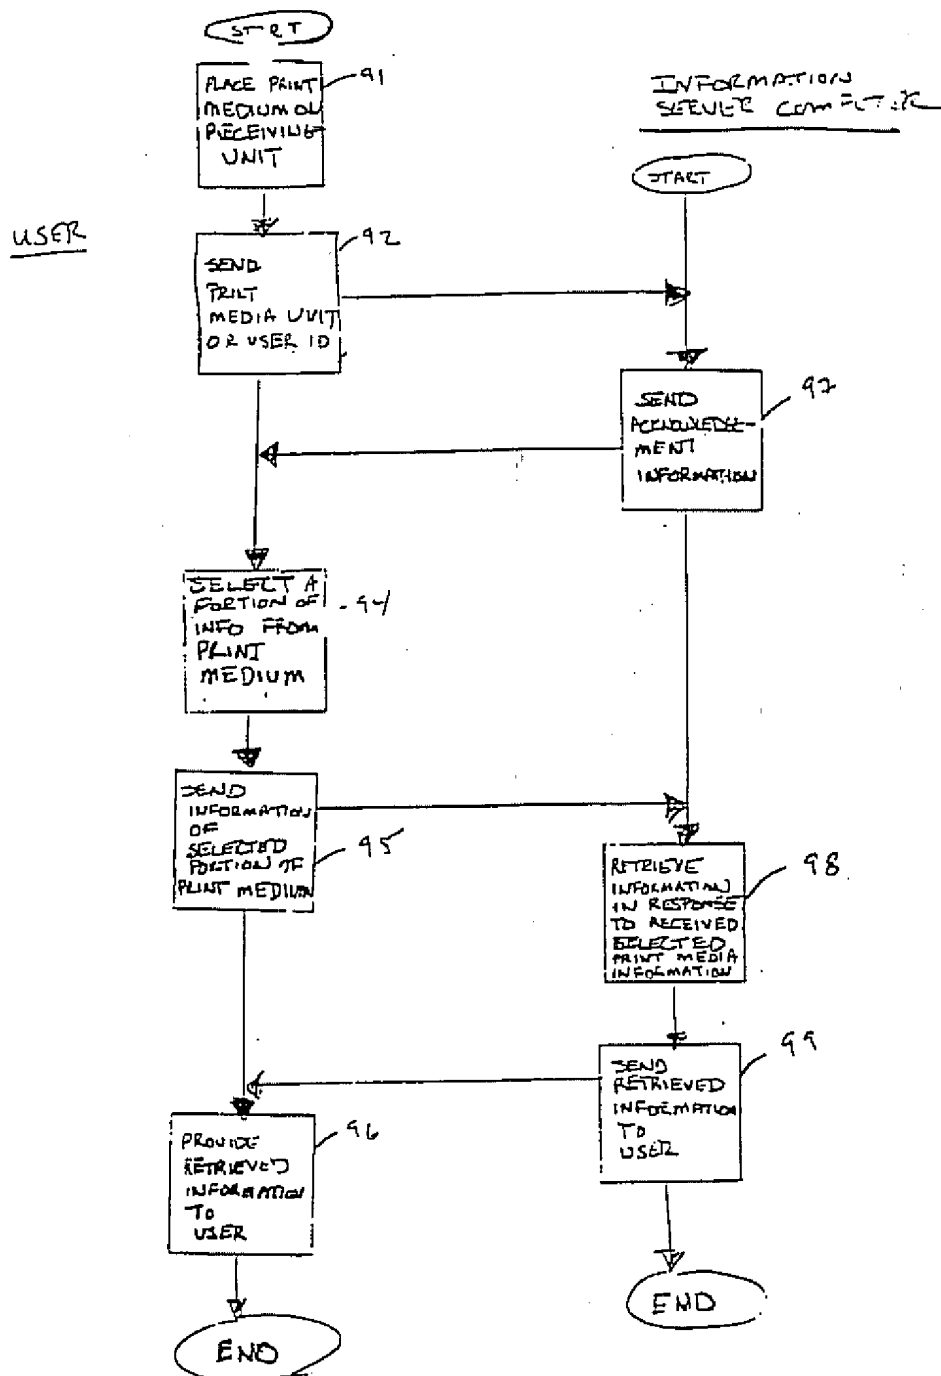 START
PLACE PRINT
MEDIUM ON
RECEIVING
UNIT
91
INFORMATION
SERVER COMPUTER
START
USER
SEND
PRINT
MEDIA UNIT
OR USER ID
92
SEND
ACKNOWLEDGE-
MENT
INFORMATION
97
SELECT A
PORTION OF
INFO FROM
PRINT
MEDIUM
94
SEND
INFORMATION
OF
SELECTED
PORTION OF
PRINT MEDIUM
95
RETRIEVE
INFORMATION
IN RESPONSE
TO RECEIVED
SELECTED
PRINT MEDIA
INFORMATION
98
SEND
RETRIEVED
INFORMATION
TO
USER
99
PROVIDE
RETRIEVED
INFORMATION
TO
USER
96
END
END